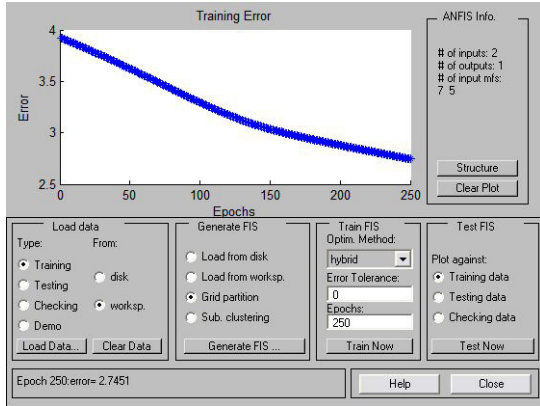 Training Error
4
3.5
3
2.5
Error
0
50
100
150
200
250
Epochs
ANFIS Info.
# of inputs: 2
# of outputs: 1
# of input mfs:
7 5
Structure
Clear Plot
Load data
Type:
From:
Training
Testing
Checking
Demo
disk
worksp.
Load Data...
Clear Data
Generate FIS
Load from disk
Load from worksp.
Grid partition
Sub. clustering
Generate FIS ...
Train FIS
Optim. Method:
hybrid
Error Tolerance:
0
Epochs:
250
Train Now
Test FIS
Plot against:
Training data
Testing data
Checking data
Test Now
Epoch 250:error= 2.7451
Help
Close